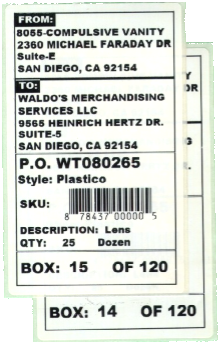 FROM:
8055-COMPULSIVE VANITY
2360 MICHAEL FARADAY DR
Suite-E
SAN DIEGO, CA 92154
TO:
WALDO'S MERCHANDISING
SERVICES LLC
9565 HEINRICH HERTZ DR.
SUITE-5
SAN DIEGO, CA 92154
P.O. WT080265
Style: Plastico
SKU:
8 78437 00000 5
DESCRIPTION: Lens
QTY: 25 Dozen
BOX: 15 OF 120
BOX: 14 OF 120